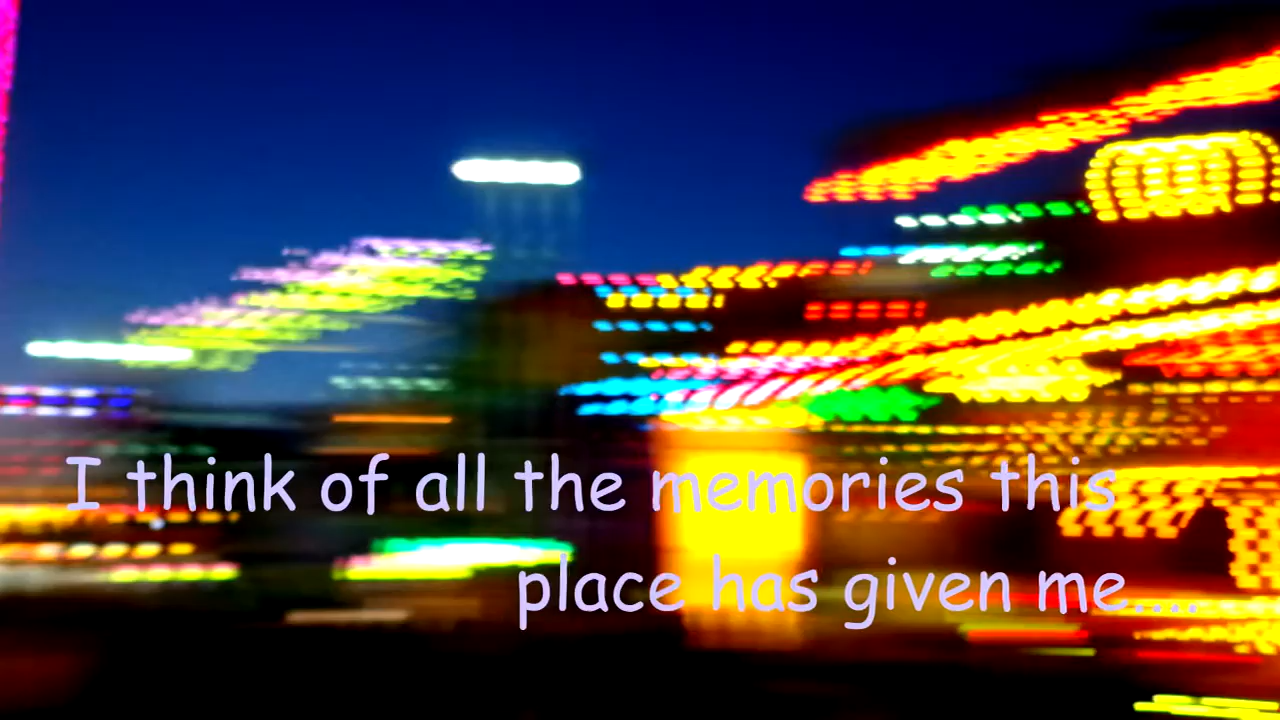 I think of all the memories this
place has given me....